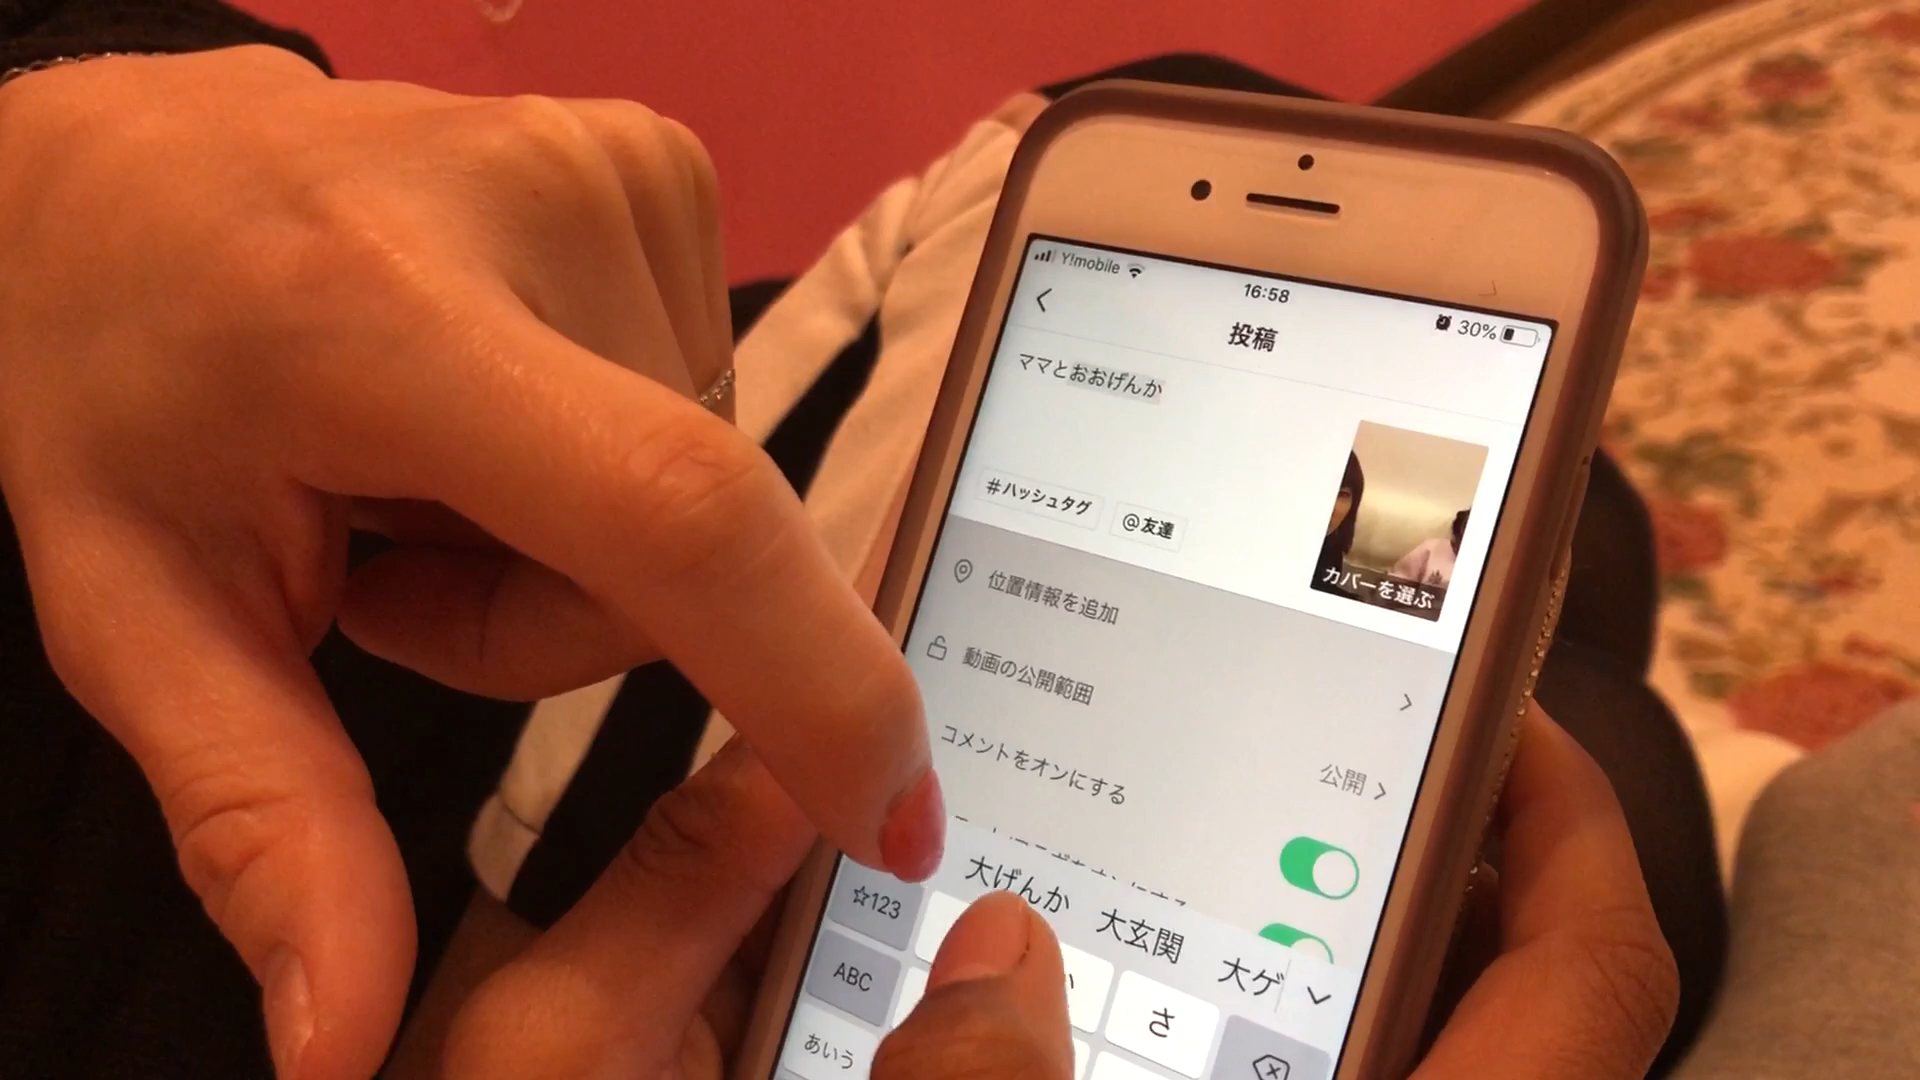 Y!mobile
16:58
30%
投稿
ママとおおげんか
#ハッシュタグ
@友達
カバーを選ぶ
位置情報を追加
動画の公開範囲
公開
コメントをオンにする
大げんか 大玄関 大ゲ
☆123
ABC
さ
あいう